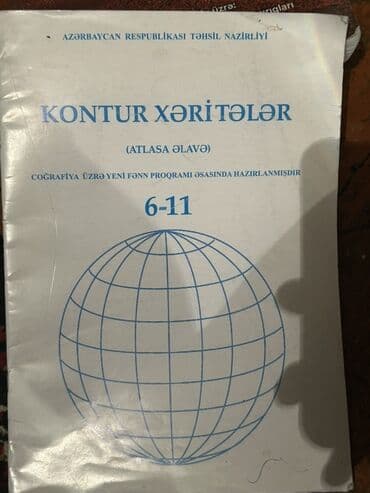 üzrə:
AZƏRBAYCAN RESPUBLİKASI TƏHSİL NAZİRLİYİ
KONTUR XƏRİTƏLƏR
(ATLASA ƏLAVƏ)
COĞRAFİYA ÜZRƏ YENİ FƏNN PROQRAMI ƏSASINDA HAZIRLANMIŞDIR
6-11